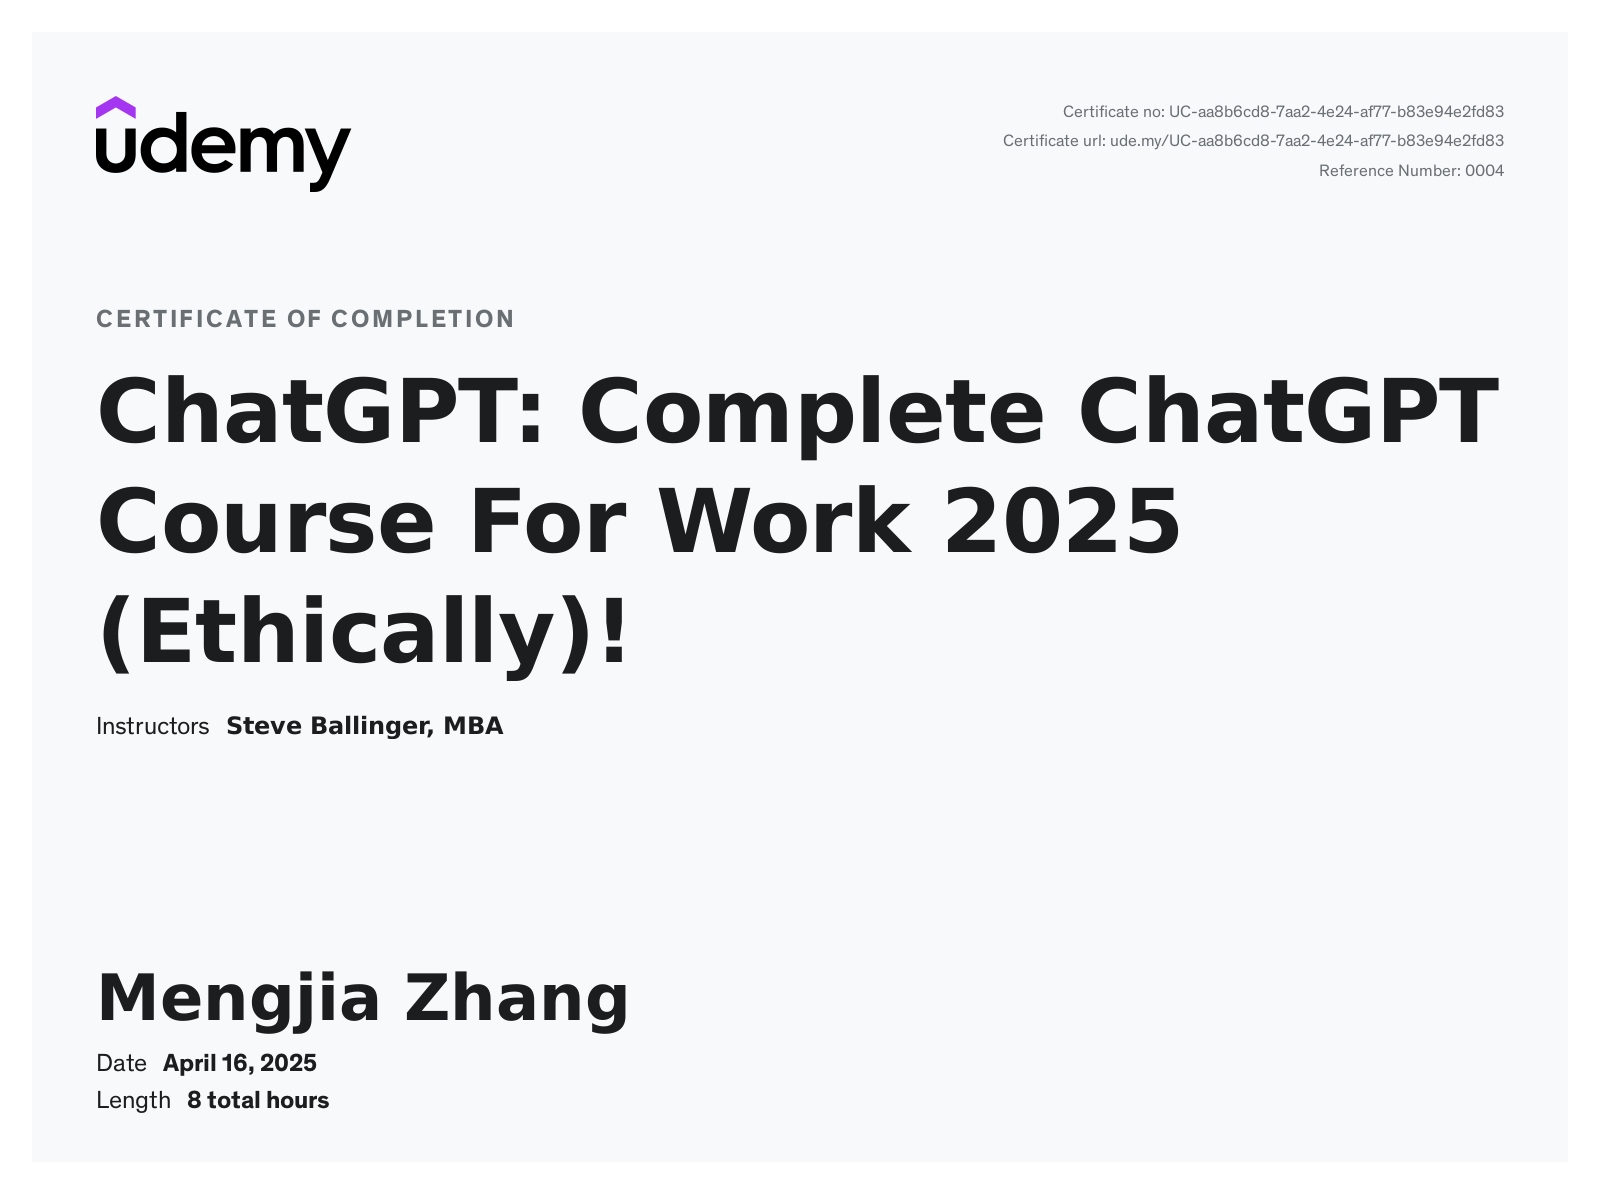 udemy
Certificate no: UC-aa8b6cd8-7aa2-4e24-af77-b83e94e2fd83
Certificate url: ude.my/UC-aa8b6cd8-7aa2-4e24-af77-b83e94e2fd83
Reference Number: 0004
CERTIFICATE OF COMPLETION
ChatGPT: Complete ChatGPT
Course For Work 2025
(Ethically)!
Instructors Steve Ballinger, MBA
Mengjia Zhang
Date April 16, 2025
Length 8 total hours